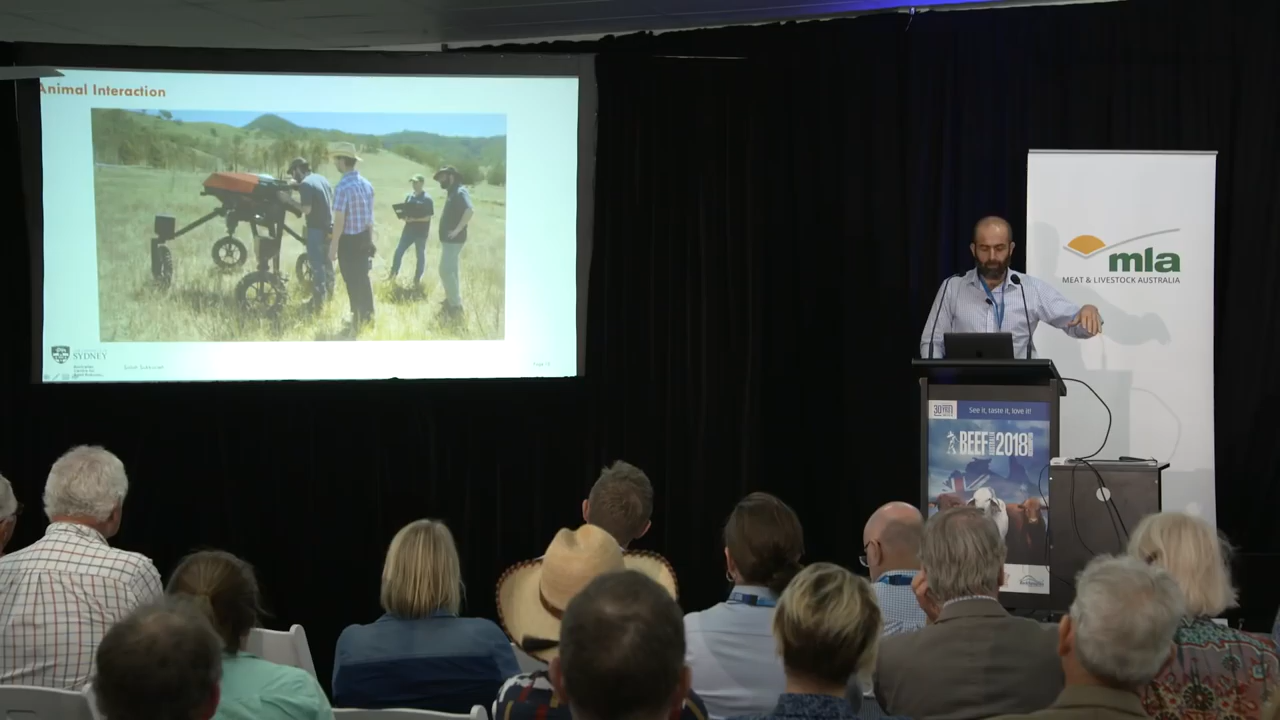 Animal Interaction
SYDNEY
mla
MEAT & LIVESTOCK AUSTRALIA
See it, taste it, love it!
BEEF
2018